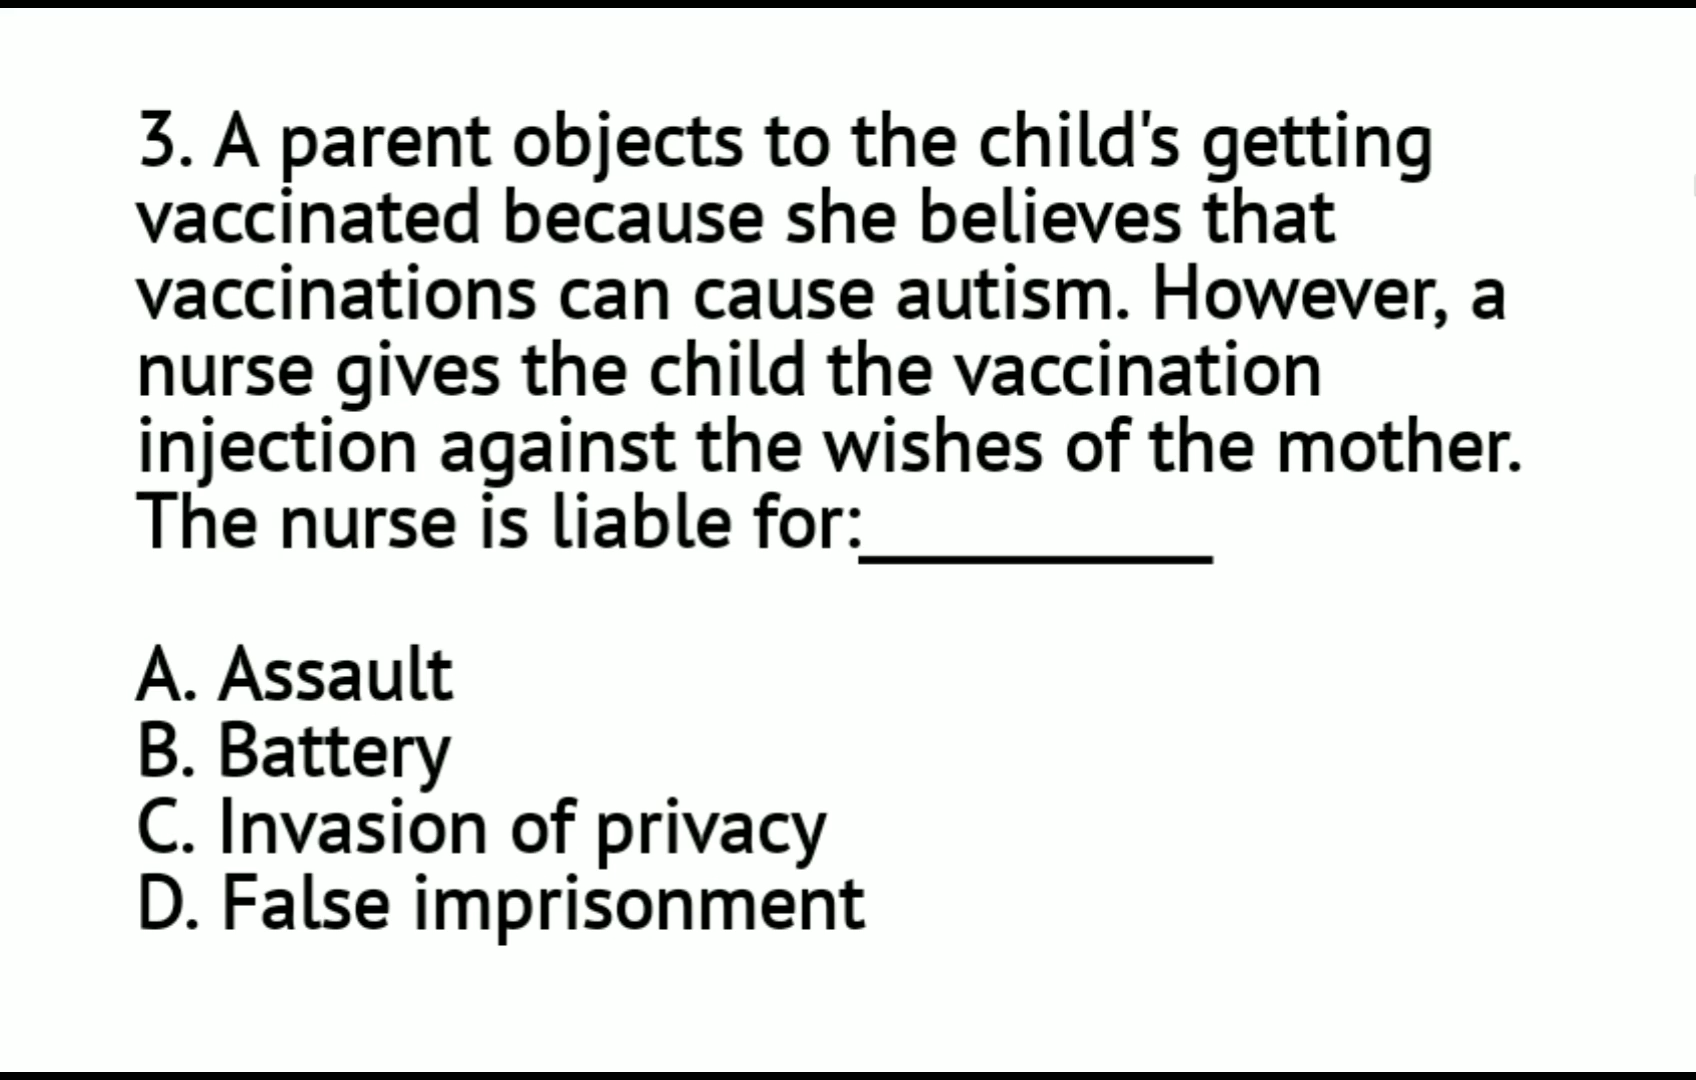 3. A parent objects to the child's getting
vaccinated because she believes that
vaccinations can cause autism. However, a
nurse gives the child the vaccination
injection against the wishes of the mother.
The nurse is liable for:__________
A. Assault
B. Battery
C. Invasion of privacy
D. False imprisonment